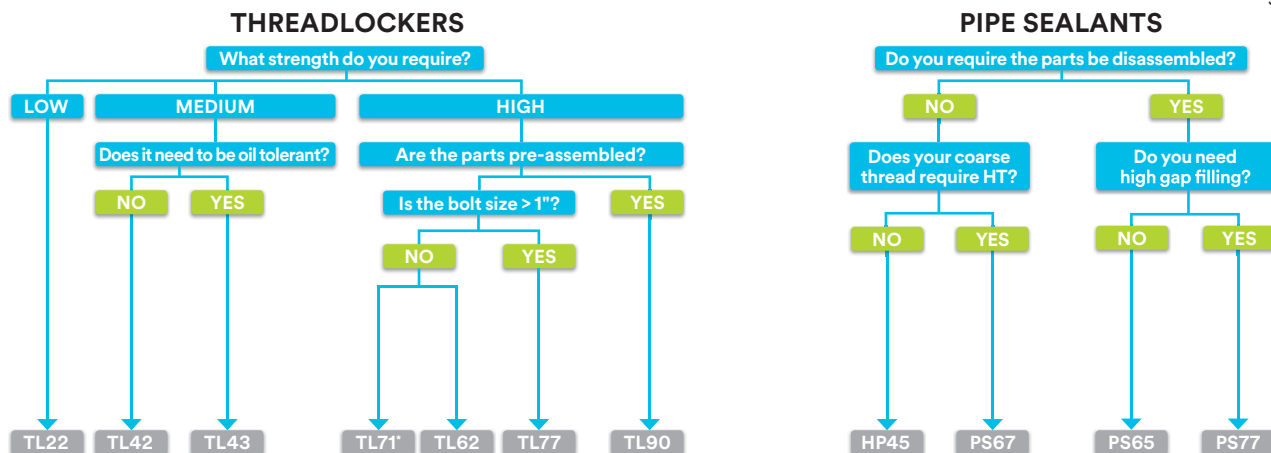 THREADLOCKERS
What strength do you require?
LOW
MEDIUM
HIGH
Does it need to be oil tolerant?
Are the parts pre-assembled?
NO
YES
Is the bolt size > 1"?
YES
NO
YES
TL22
TL42
TL43
TL71*
TL62
TL77
TL90
PIPE SEALANTS
Do you require the parts be disassembled?
NO
YES
Does your coarse
thread require HT?
Do you need
high gap filling?
NO
YES
NO
YES
HP45
PS67
PS65
PS77